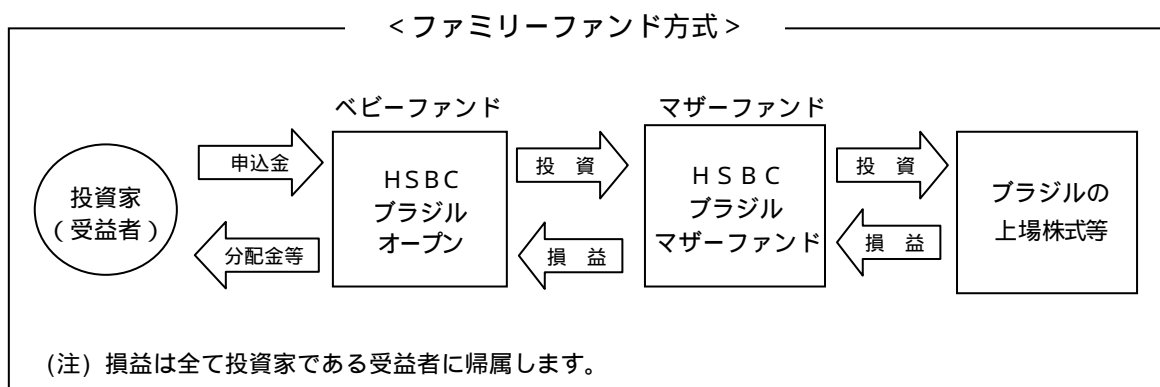 <ファミリーファンド方式>
ベビーファンド
マザーファンド
投資家
(受益者)
申込金
分配金等
HSBC
ブラジル
オープン
投 資
損 益
HSBC
ブラジル
マザーファンド
投 資
損 益
ブラジルの
上場株式等
(注) 損益は全て投資家である受益者に帰属します。